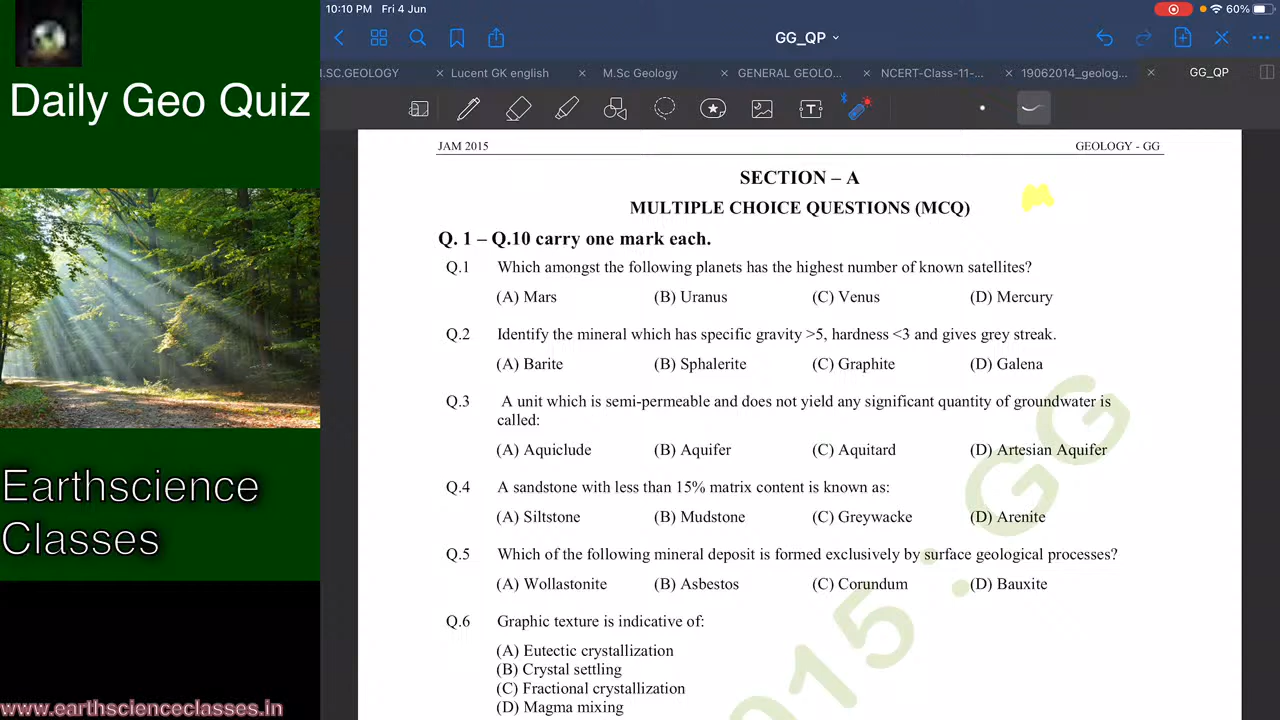 10:10 PM Fri 4 Jun
60%
GG_QP
Daily Geo Quiz
I.SC.GEOLOGY
Lucent GK english
M.Sc Geology
GENERAL GEOLO...
NCERT-Class-11-...
19062014_geolog...
GG_QP
JAM 2015
GEOLOGY - GG
SECTION – A
MULTIPLE CHOICE QUESTIONS (MCQ)
Q. 1 – Q.10 carry one mark each.
Q.1 Which amongst the following planets has the highest number of known satellites?
(A) Mars (B) Uranus (C) Venus (D) Mercury
Q.2 Identify the mineral which has specific gravity >5, hardness <3 and gives grey streak.
(A) Barite (B) Sphalerite (C) Graphite (D) Galena
Q.3 A unit which is semi-permeable and does not yield any significant quantity of groundwater is
called:
(A) Aquiclude (B) Aquifer (C) Aquitard (D) Artesian Aquifer
Q.4 A sandstone with less than 15% matrix content is known as:
(A) Siltstone (B) Mudstone (C) Greywacke (D) Arenite
Q.5 Which of the following mineral deposit is formed exclusively by surface geological processes?
(A) Wollastonite (B) Asbestos (C) Corundum (D) Bauxite
Q.6 Graphic texture is indicative of:
(A) Eutectic crystallization
(B) Crystal settling
(C) Fractional crystallization
(D) Magma mixing
015 : GG
Earthscience
Classes
www.earthscienceclasses.in